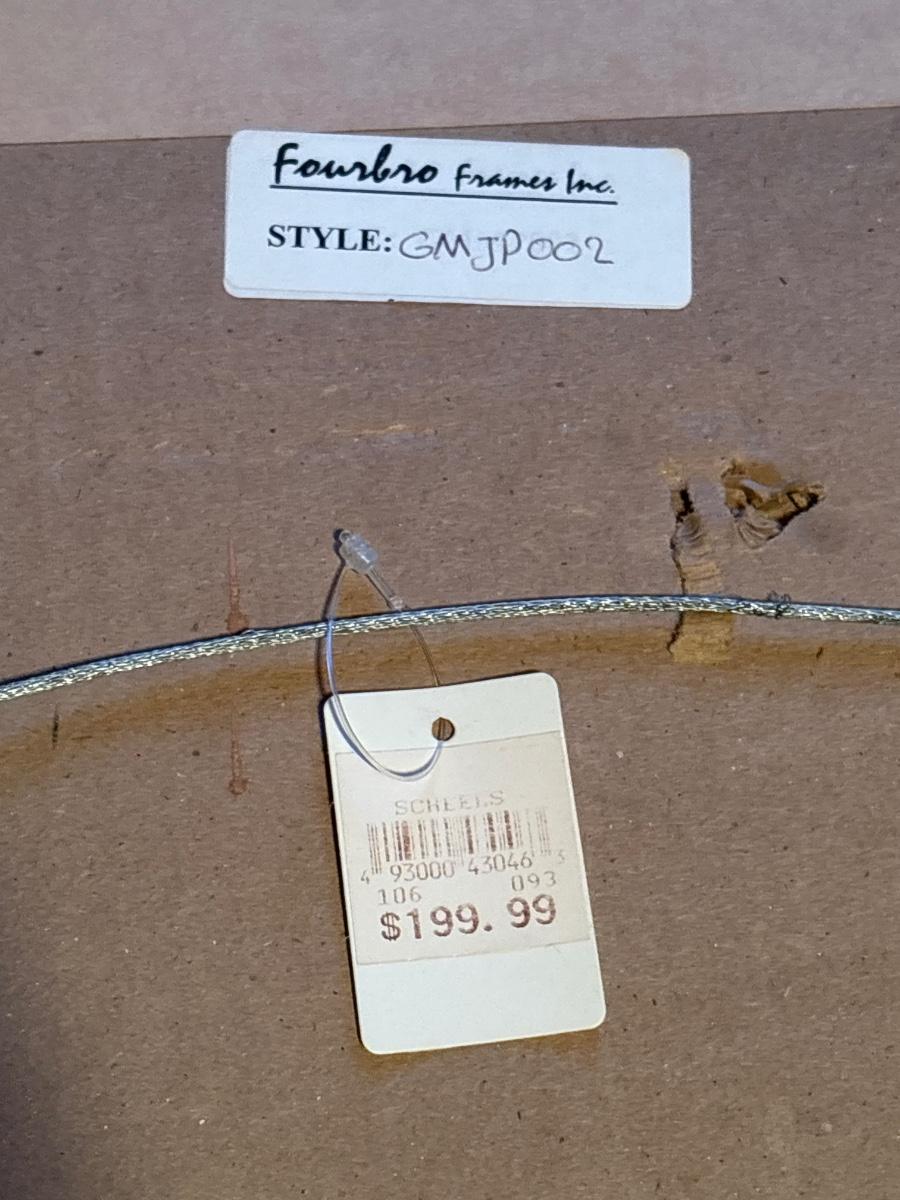 Fourbro Frames Inc.
STYLE: GMJP002
SCHEELS
4 93000 43046 3
106 093
$199.99